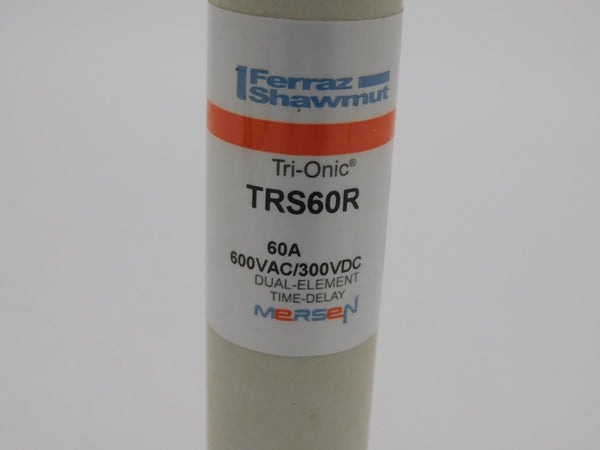 Ferraz
Shawmut
Tri-Onic®
TRS60R
60A
600VAC/300VDC
DUAL-ELEMENT
TIME-DELAY
MERSEN